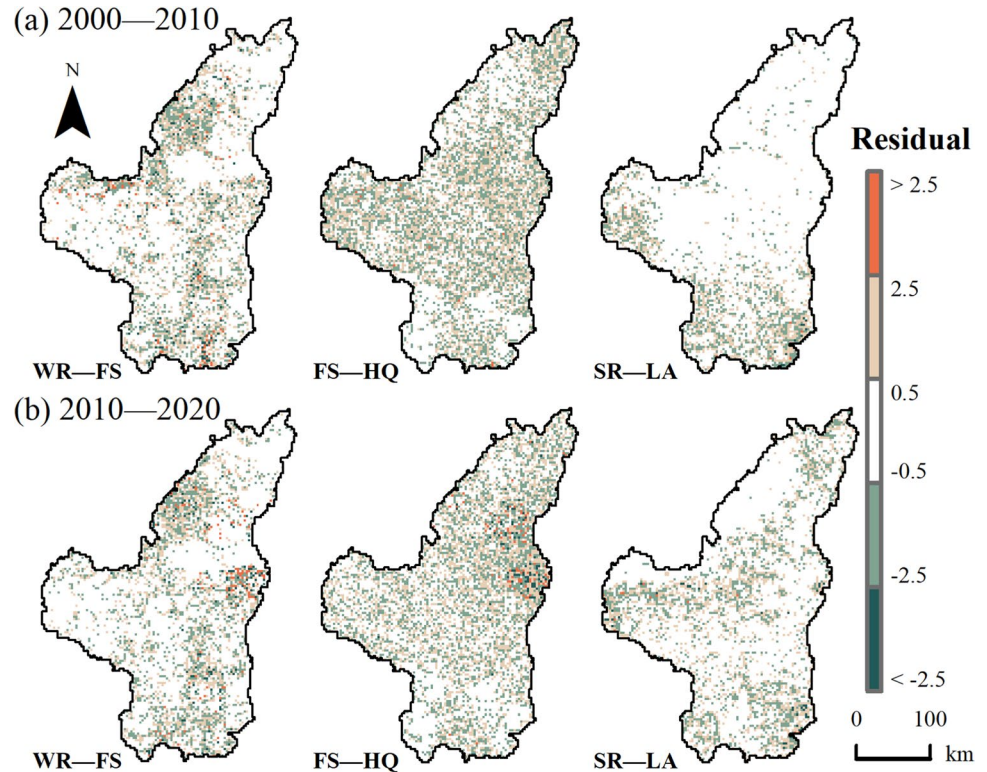 (a) 2000—2010
N
WR—FS
FS—HQ
SR—LA
(b) 2010—2020
WR—FS
FS—HQ
SR—LA
Residual
> 2.5
2.5
0.5
-0.5
-2.5
< -2.5
0 100
km